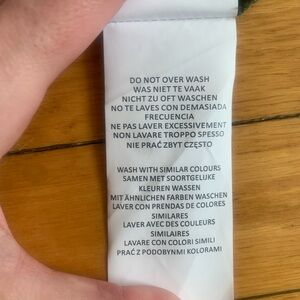 DO NOT OVER WASH
WAS NIET TE VAAK
NICHT ZU OFT WASCHEN
NO TE LAVES CON DEMASIADA
FRECUENCIA
NE PAS LAVER EXCESSIVEMENT
NON LAVARE TROPPO SPESSO
NIE PRAĆ ZBYT CZĘSTO
WASH WITH SIMILAR COLOURS
SAMEN MET SOORTGELIJKE
KLEUREN WASSEN
MIT ÄHNLICHEN FARBEN WASCHEN
LAVER CON PRENDAS DE COLORES
SIMILARES
LAVER AVEC DES COULEURS
SIMILAIRES
LAVARE CON COLORI SIMILI
PRAĆ Z PODOBNYMI KOLORAMI